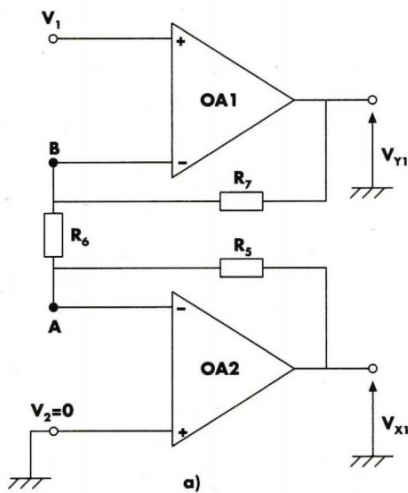 V1
+
OA1
B
−
VY1
R7
R6
R5
A
−
OA2
V2=0
+
VX1
a)